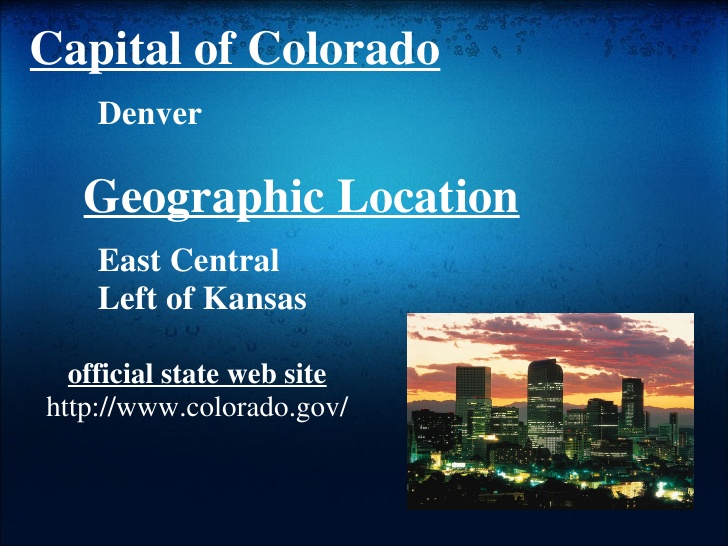 Capital of Colorado
Denver
Geographic Location
East Central
Left of Kansas
official state web site
http://www.colorado.gov/